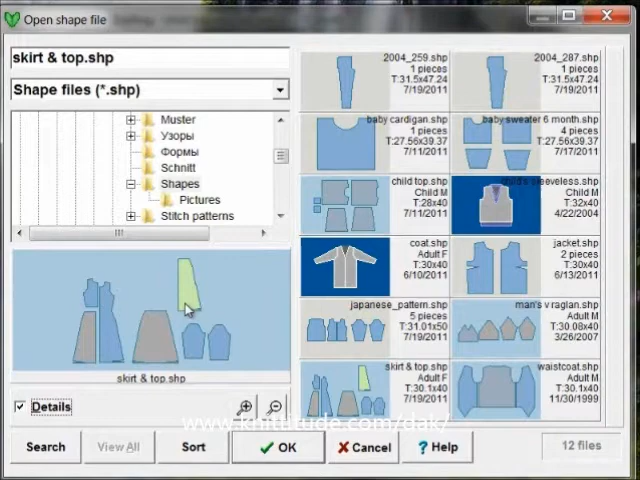 Open shape file
skirt & top.shp
Shape files (*.shp)
Muster
Узоры
Формы
Schnitt
Shapes
Pictures
Stitch patterns
skirt & top.shp
Details
Search
View All
Sort
OK
Cancel
Help
12 files
2004_259.shp
1 pieces
T:31.5x47.24
7/19/2011
2004_287.shp
1 pieces
T:31.5x47.24
7/19/2011
baby cardigan.shp
1 pieces
T:27.56x39.37
7/11/2011
baby sweater 6 month.shp
4 pieces
T:27.56x39.37
7/17/2011
child top.shp
Child M
T:28x40
7/11/2011
child's sleeveless.shp
Child M
T:32x40
4/22/2004
coat.shp
Adult F
T:30x40
6/10/2011
jacket.shp
2 pieces
T:30x40
6/13/2011
japanese_pattern.shp
5 pieces
T:31.01x50
7/19/2011
man's v raglan.shp
Adult M
T:30.08x40
3/26/2007
skirt & top.shp
Adult F
T:30.1x40
7/19/2011
waistcoat.shp
Adult M
T:30.1x40
11/30/1999
www.knittitude.com/dak/